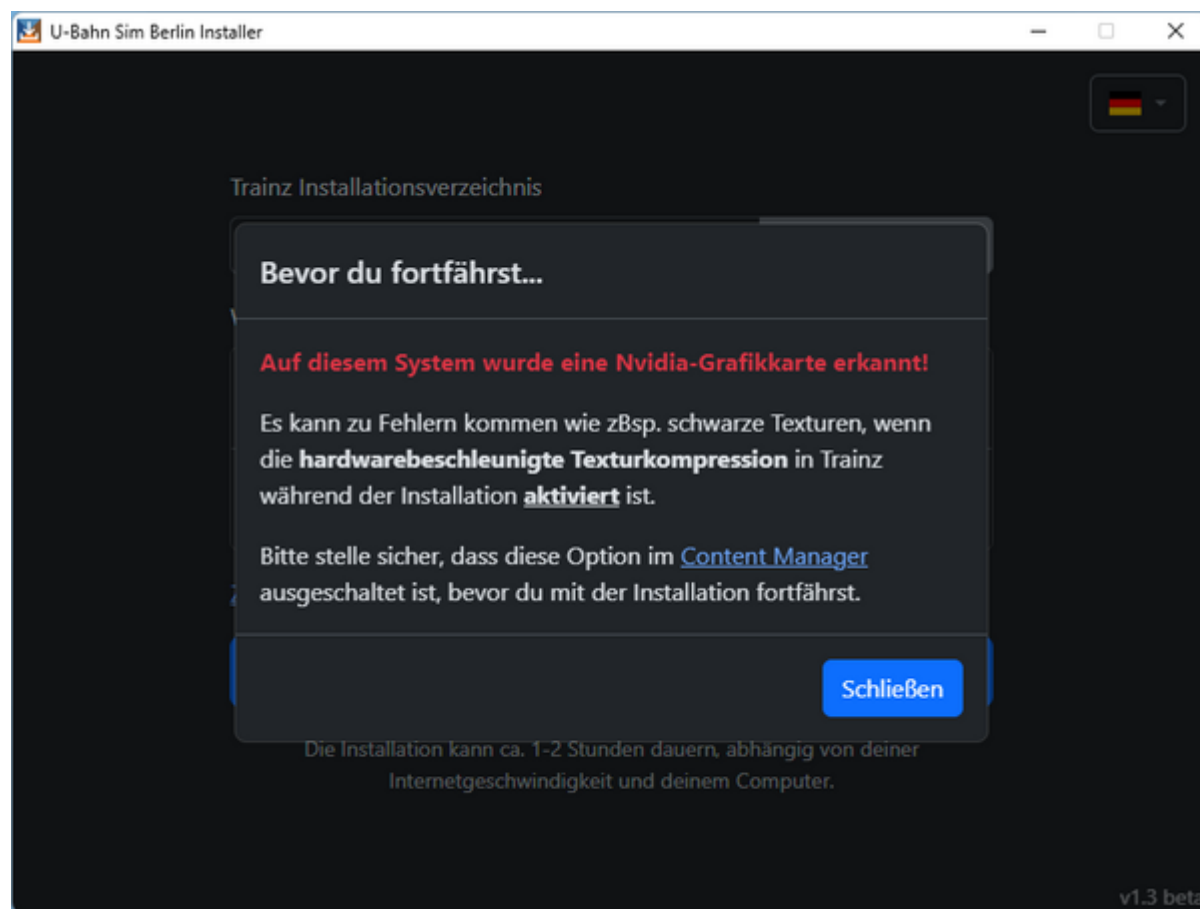 U-Bahn Sim Berlin Installer
Trainz Installationsverzeichnis
Bevor du fortfährst...
Auf diesem System wurde eine Nvidia-Grafikkarte erkannt!
Es kann zu Fehlern kommen wie zBsp. schwarze Texturen, wenn
die hardwarebeschleunigte Texturkompression in Trainz
während der Installation aktiviert ist.
Bitte stelle sicher, dass diese Option im Content Manager
ausgeschaltet ist, bevor du mit der Installation fortfährst.
Schließen
Die Installation kann ca. 1-2 Stunden dauern, abhängig von deiner
Internetgeschwindigkeit und deinem Computer.
v1.3 beta